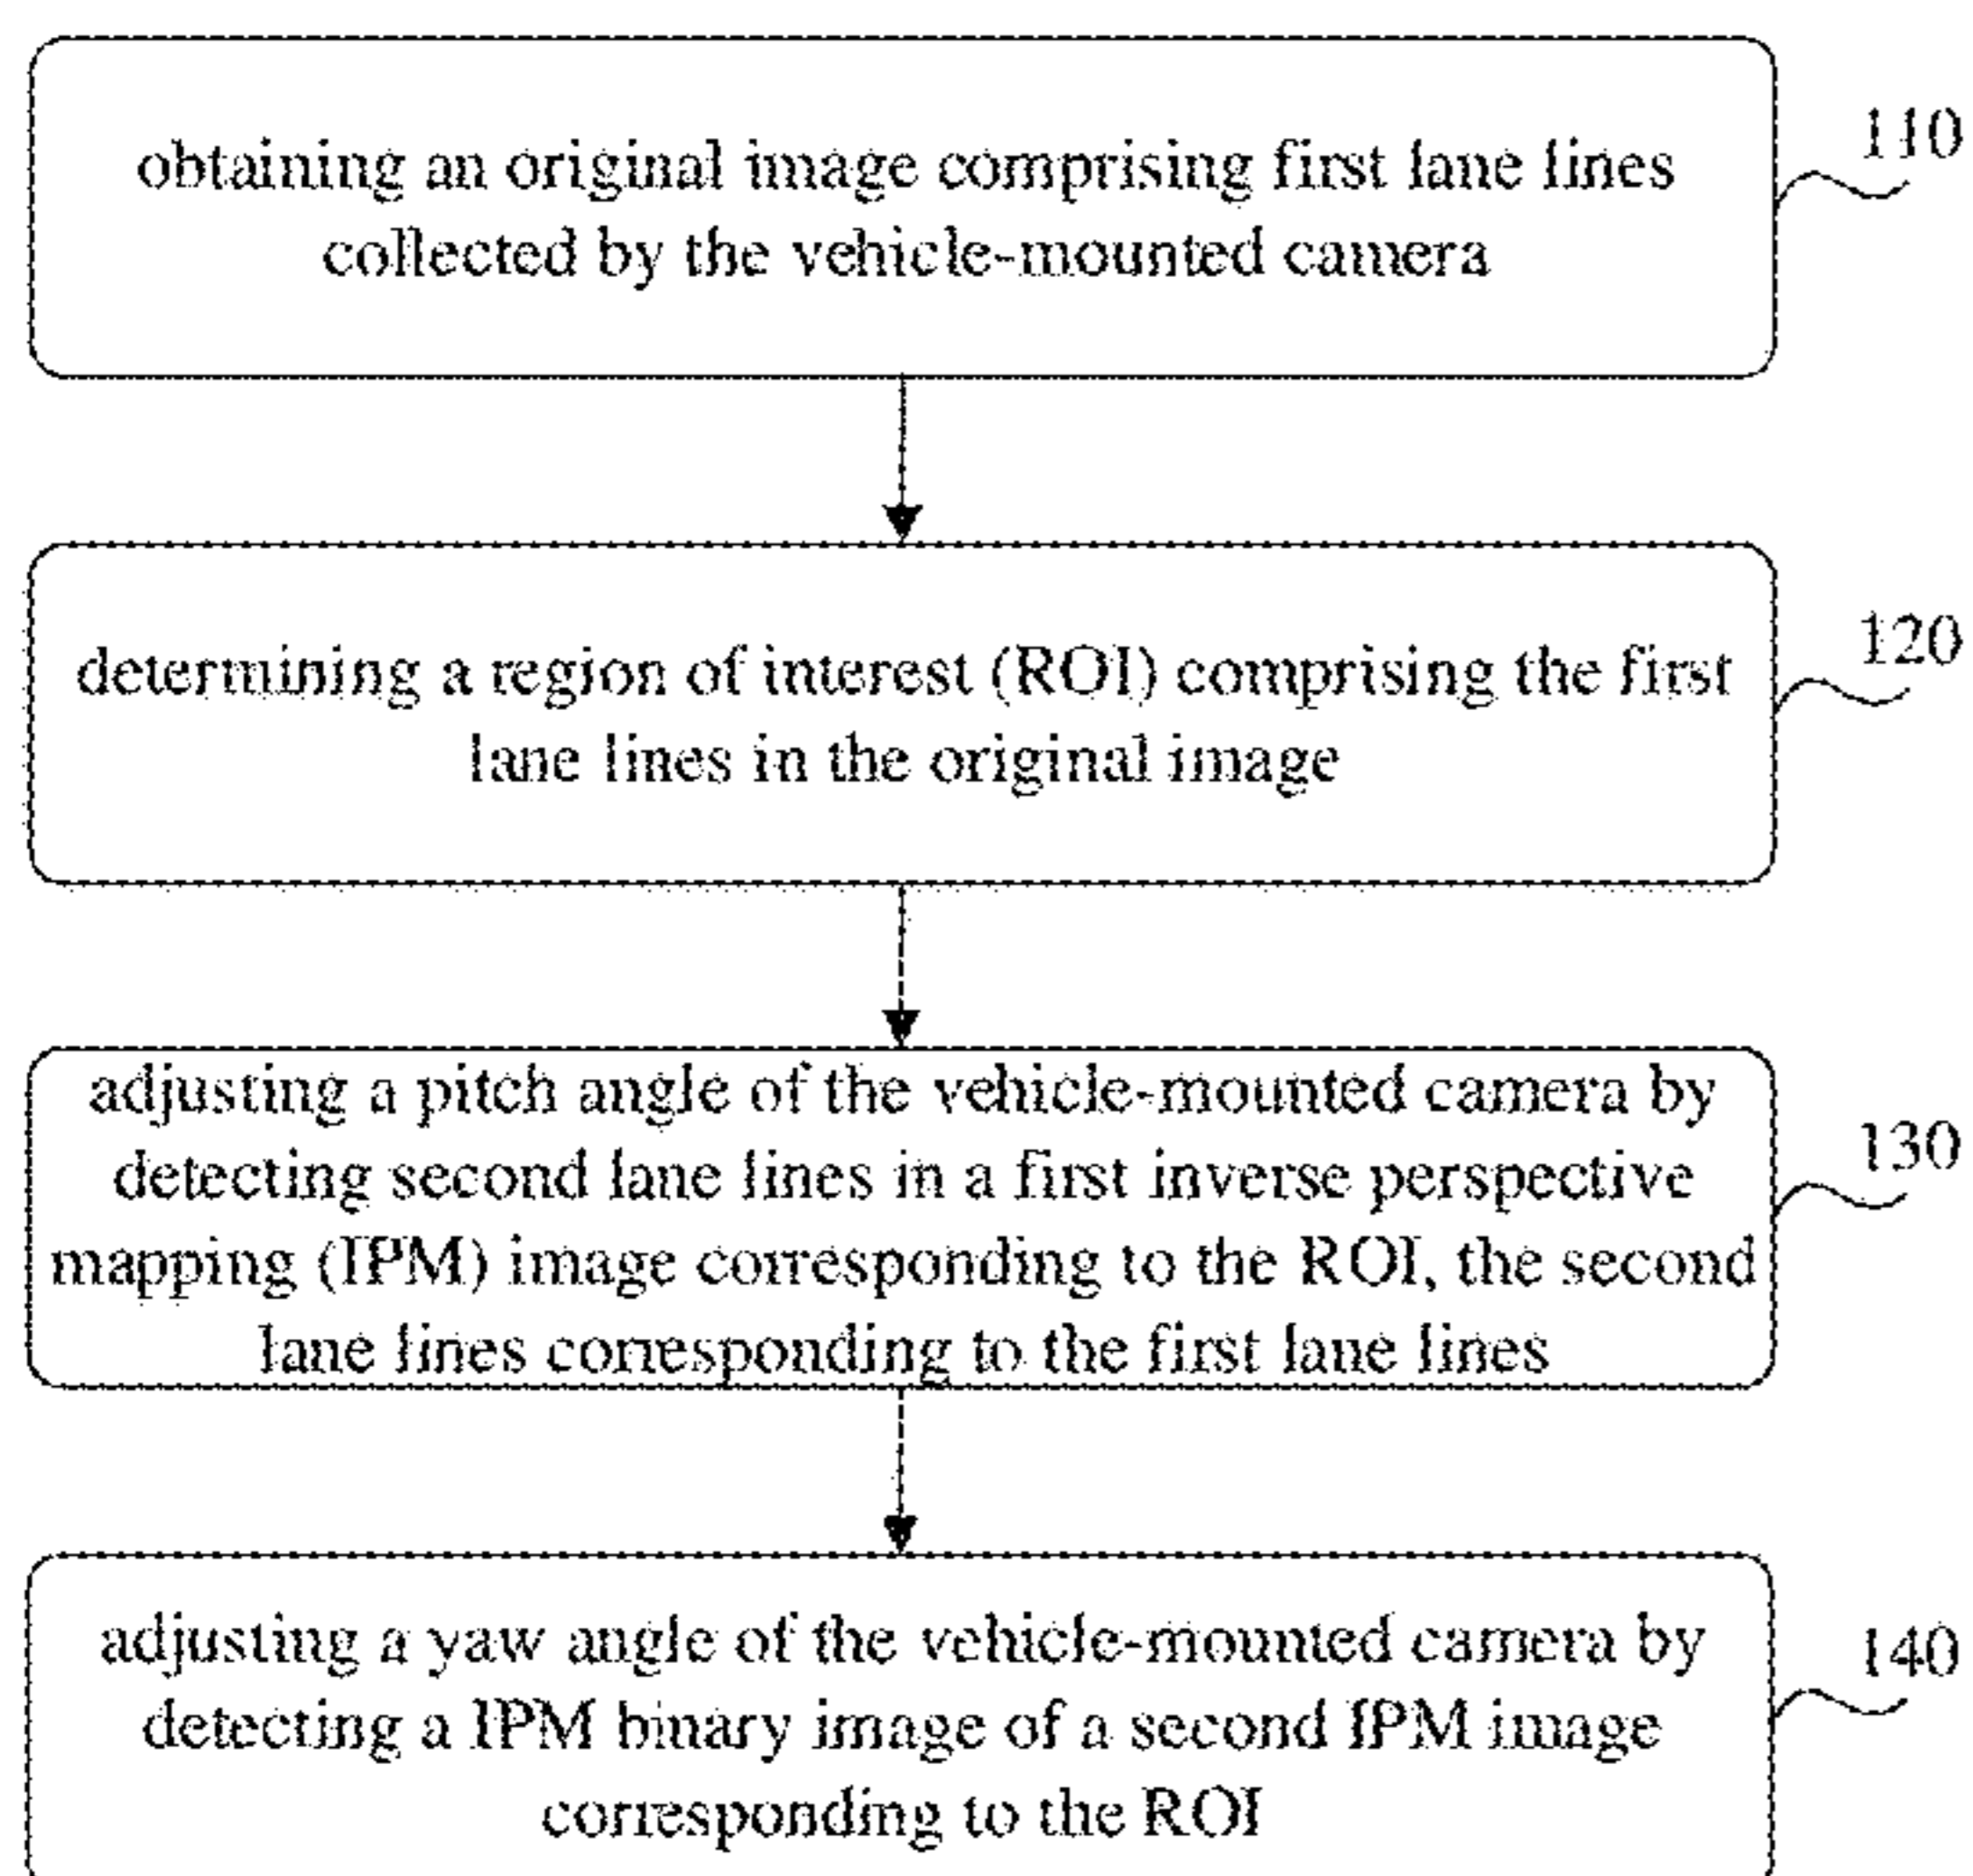 obtaining an original image comprising first lane lines
collected by the vehicle-mounted camera
110
determining a region of interest (ROI) comprising the first
lane lines in the original image
120
adjusting a pitch angle of the vehicle-mounted camera by
detecting second lane lines in a first inverse perspective
mapping (IPM) image corresponding to the ROI, the second
lane lines corresponding to the first lane lines
130
adjusting a yaw angle of the vehicle-mounted camera by
detecting a IPM binary image of a second IPM image
corresponding to the ROI
140